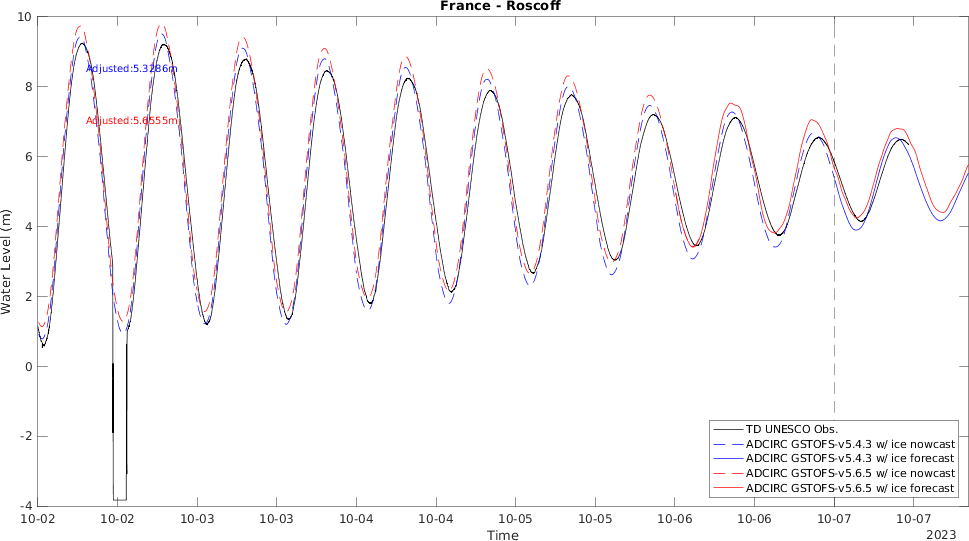 France - Roscoff
10
8
6
4
2
0
-2
-4
Water Level (m)
Adjusted:5.3286m
Adjusted:5.6555m
TD UNESCO Obs.
ADCIRC GSTOFS-v5.4.3 w/ ice nowcast
ADCIRC GSTOFS-v5.4.3 w/ ice forecast
ADCIRC GSTOFS-v5.6.5 w/ ice nowcast
ADCIRC GSTOFS-v5.6.5 w/ ice forecast
10-02 10-02 10-03 10-03 10-04 10-04 10-05 10-05 10-06 10-06 10-07 10-07
Time
2023